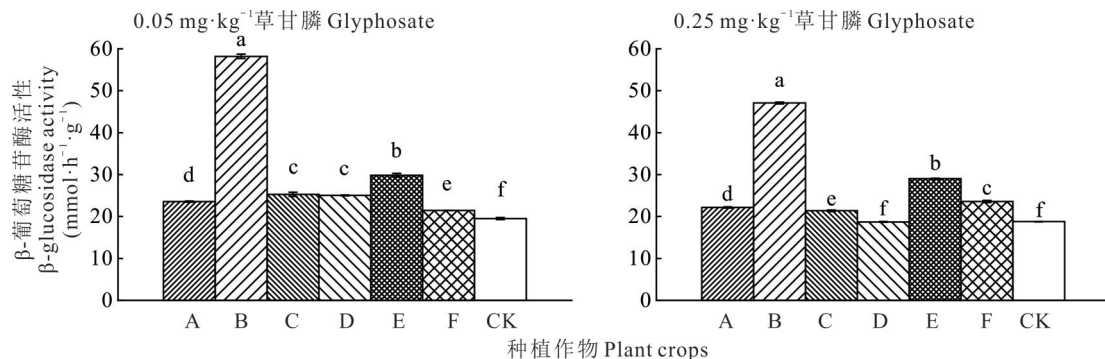 0.05 mg·kg⁻¹草甘膦 Glyphosate
β-葡萄糖苷酶活性
β-glucosidase activity
(mmol·h⁻¹·g⁻¹)
60
50
40
30
20
10
0
a
b
c
c
d
e
f
A B C D E F CK
0.25 mg·kg⁻¹草甘膦 Glyphosate
60
50
40
30
20
10
0
a
b
c
d
e
f
f
A B C D E F CK
种植作物 Plant crops